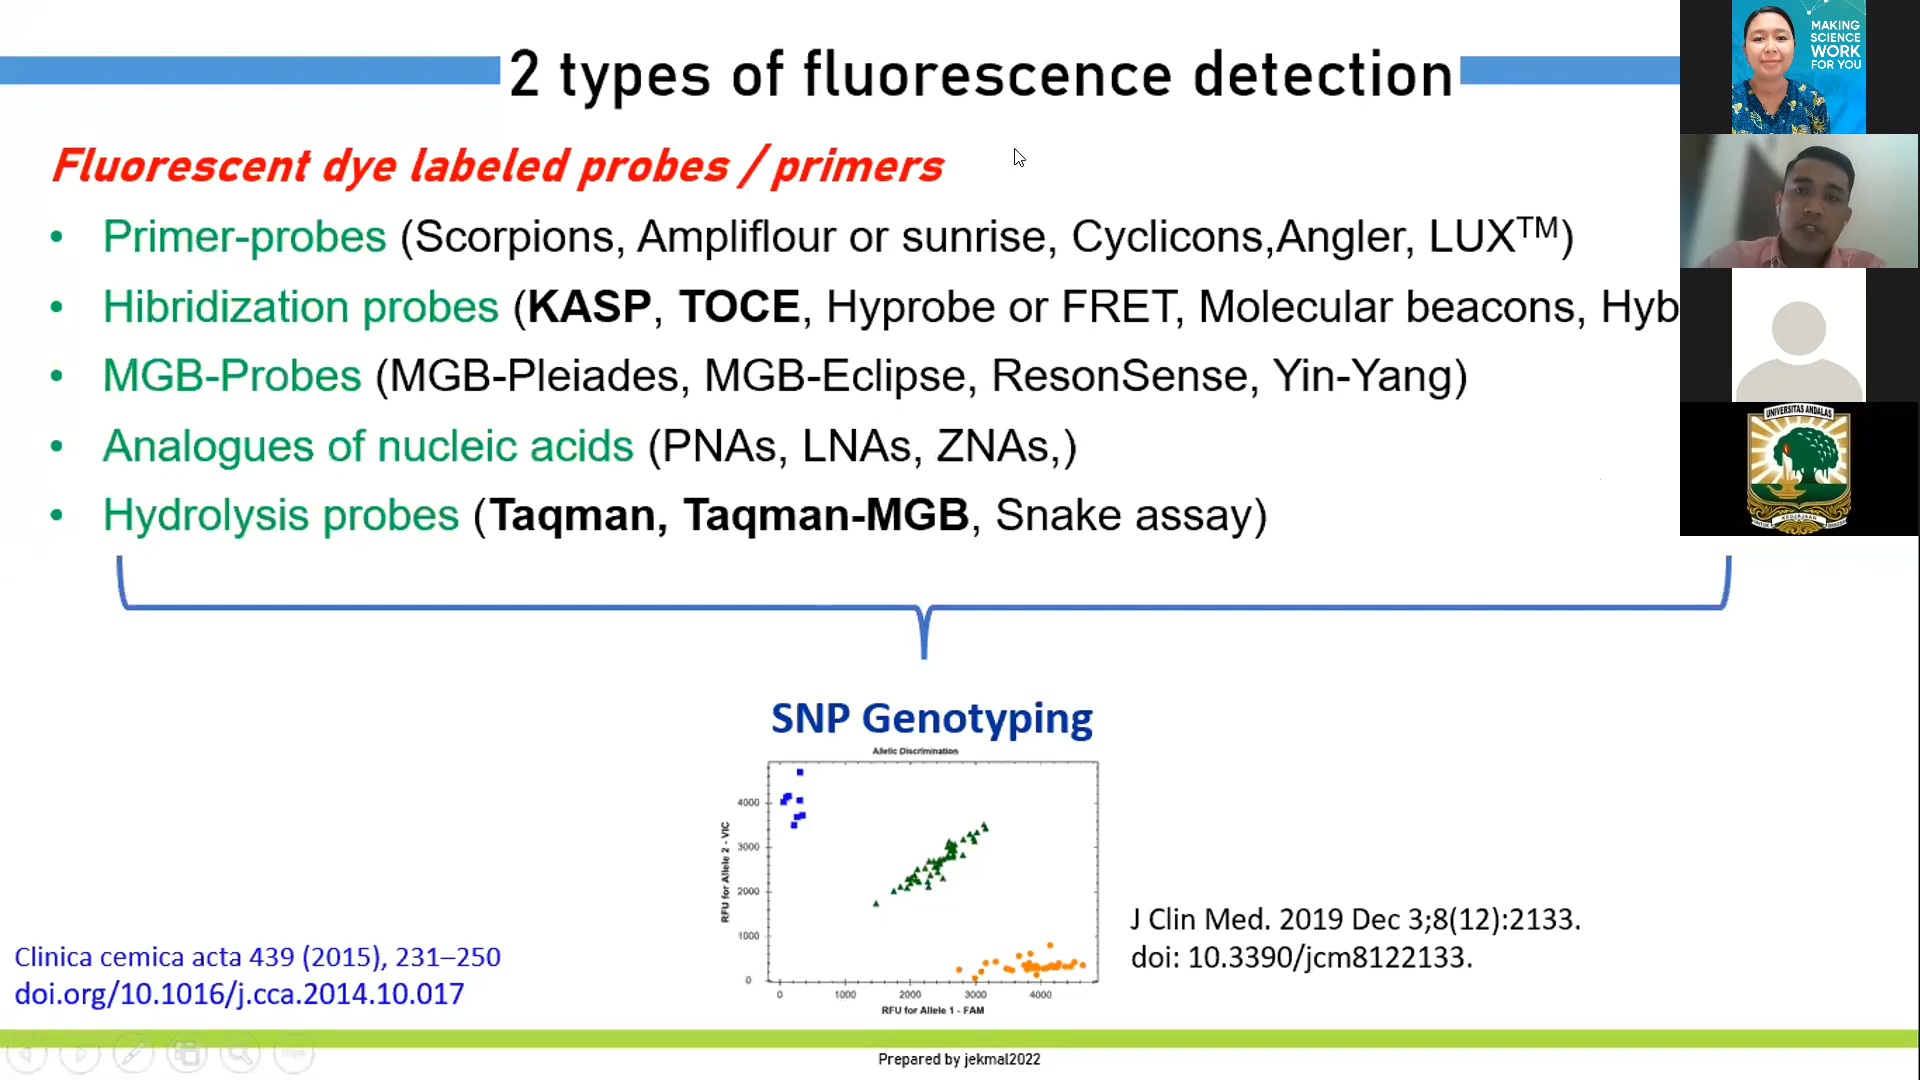 2 types of fluorescence detection
MAKING
SCIENCE
WORK
FOR YOU
Fluorescent dye labeled probes / primers
• Primer-probes (Scorpions, Ampliflour or sunrise, Cyclicons,Angler, LUX™)
• Hibridization probes (KASP, TOCE, Hyprobe or FRET, Molecular beacons, Hyb
• MGB-Probes (MGB-Pleiades, MGB-Eclipse, ResonSense, Yin-Yang)
• Analogues of nucleic acids (PNAs, LNAs, ZNAs,)
• Hydrolysis probes (Taqman, Taqman-MGB, Snake assay)
UNIVERSITAS ANDALAS
KEDJAJAAN
SNP Genotyping
Allelic Discrimination
RFU for Allele 2 - VIC
4000
3000
2000
1000
0
0 1000 2000 3000 4000
RFU for Allele 1 - FAM
J Clin Med. 2019 Dec 3;8(12):2133.
doi: 10.3390/jcm8122133.
Clinica cemica acta 439 (2015), 231–250
doi.org/10.1016/j.cca.2014.10.017
Prepared by jekmal2022